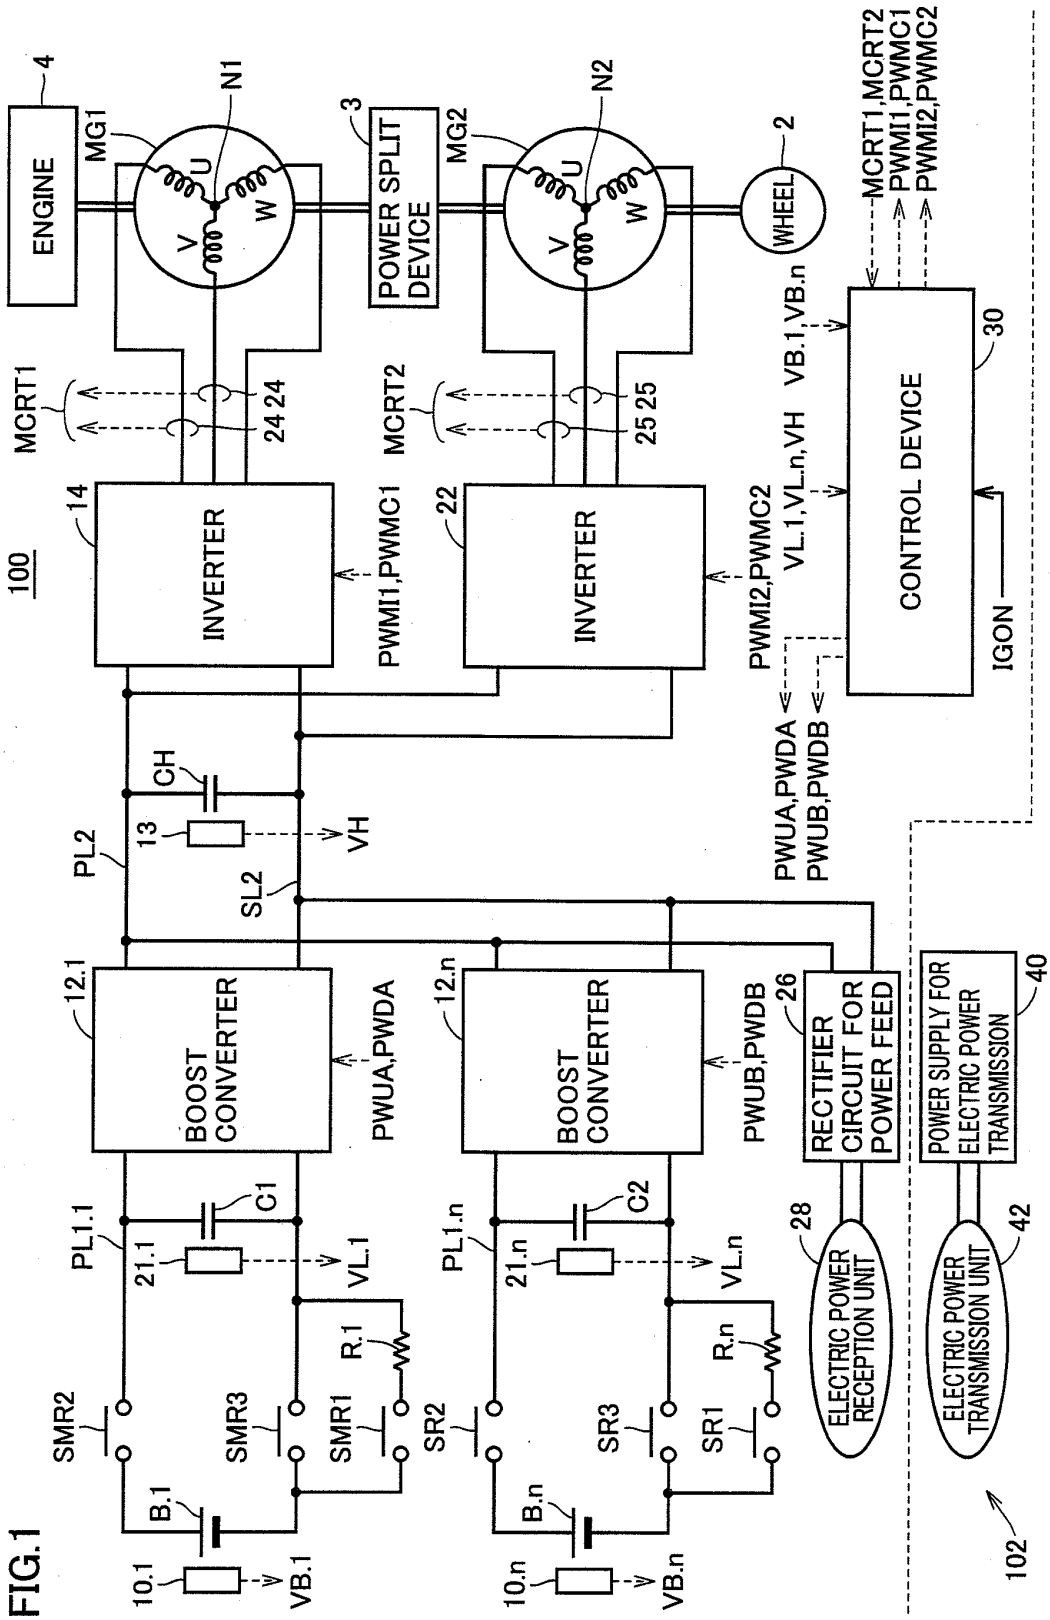 FIG.1
100
ENGINE
4
MG1
N1
U
V
W
3
POWER SPLIT
DEVICE
MG2
N2
U
V
W
WHEEL
2
MCRT1
24
24
MCRT2
25
25
14
INVERTER
PWMI1,PWMC1
22
INVERTER
PWMI2,PWMC2
CH
13
VH
PL2
SL2
12.1
BOOST
CONVERTER
PWUA,PWDA
12.n
BOOST
CONVERTER
PWUB,PWDB
PL1.1
C1
21.1
VL.1
R.1
PL1.n
C2
21.n
VL.n
R.n
SMR2
SMR3
SMR1
SR2
SR3
SR1
B.1
10.1
VB.1
B.n
10.n
VB.n
26
RECTIFIER
CIRCUIT FOR
POWER FEED
28
ELECTRIC POWER
RECEPTION UNIT
MCRT1,MCRT2
PWMI1,PWMC1
PWMI2,PWMC2
VB.1,VB.n
VL.1,VL.n,VH
CONTROL DEVICE
30
IGON
PWUA,PWDA
PWUB,PWDB
40
POWER SUPPLY FOR
ELECTRIC POWER
TRANSMISSION
42
ELECTRIC POWER
TRANSMISSION UNIT
102